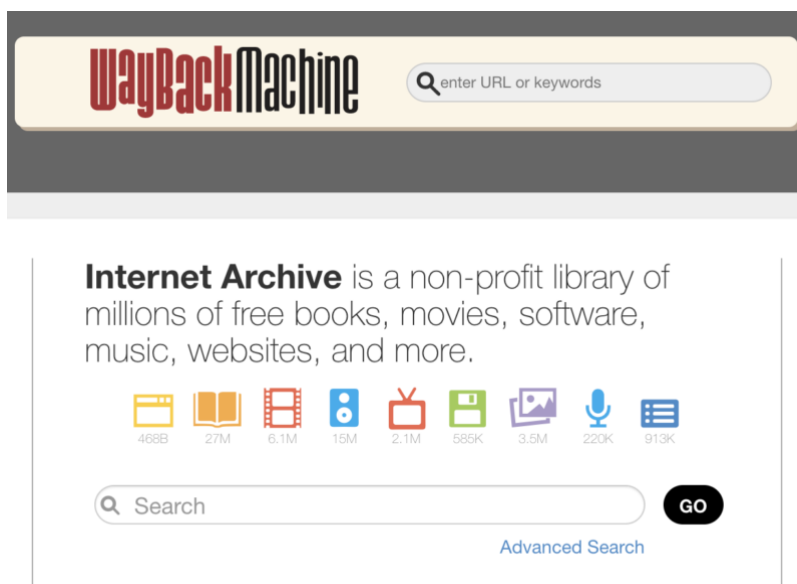 WayBackMachine
enter URL or keywords
Internet Archive is a non-profit library of
millions of free books, movies, software,
music, websites, and more.
468B 27M 6.1M 15M 2.1M 585K 3.5M 220K 913K
Search GO
Advanced Search